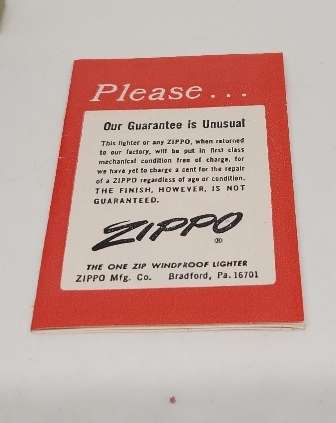 Please...
Our Guarantee is Unusual
This lighter or any ZIPPO, when returned
to our factory, will be put in first class
mechanical condition free of charge, for
we have yet to charge a cent for the repair
of a ZIPPO regardless of age or condition.
THE FINISH, HOWEVER, IS NOT
GUARANTEED.
ZIPPO®
THE ONE ZIP WINDPROOF LIGHTER
ZIPPO Mfg. Co. Bradford, Pa. 16701